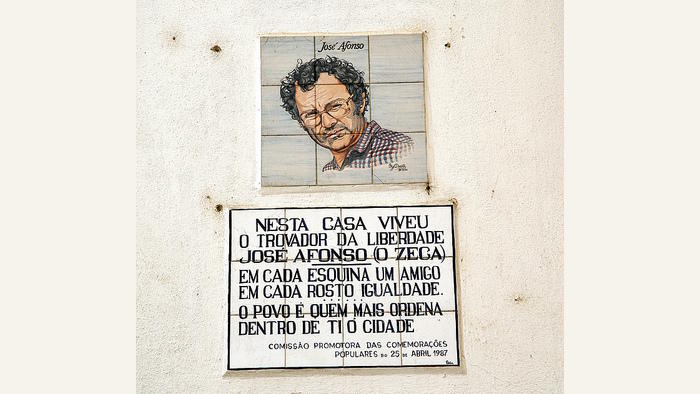 José Afonso
NESTA CASA VIVEU
O TROVADOR DA LIBERDADE
JOSÉ AFONSO (O ZECA)
EM CADA ESQUINA UM AMIGO
EM CADA ROSTO IGUALDADE.
.......
O POVO É QUEM MAIS ORDENA
DENTRO DE TI Ó CIDADE
COMISSÃO PROMOTORA DAS COMEMORAÇÕES
POPULARES DO 25 DE ABRIL 1987